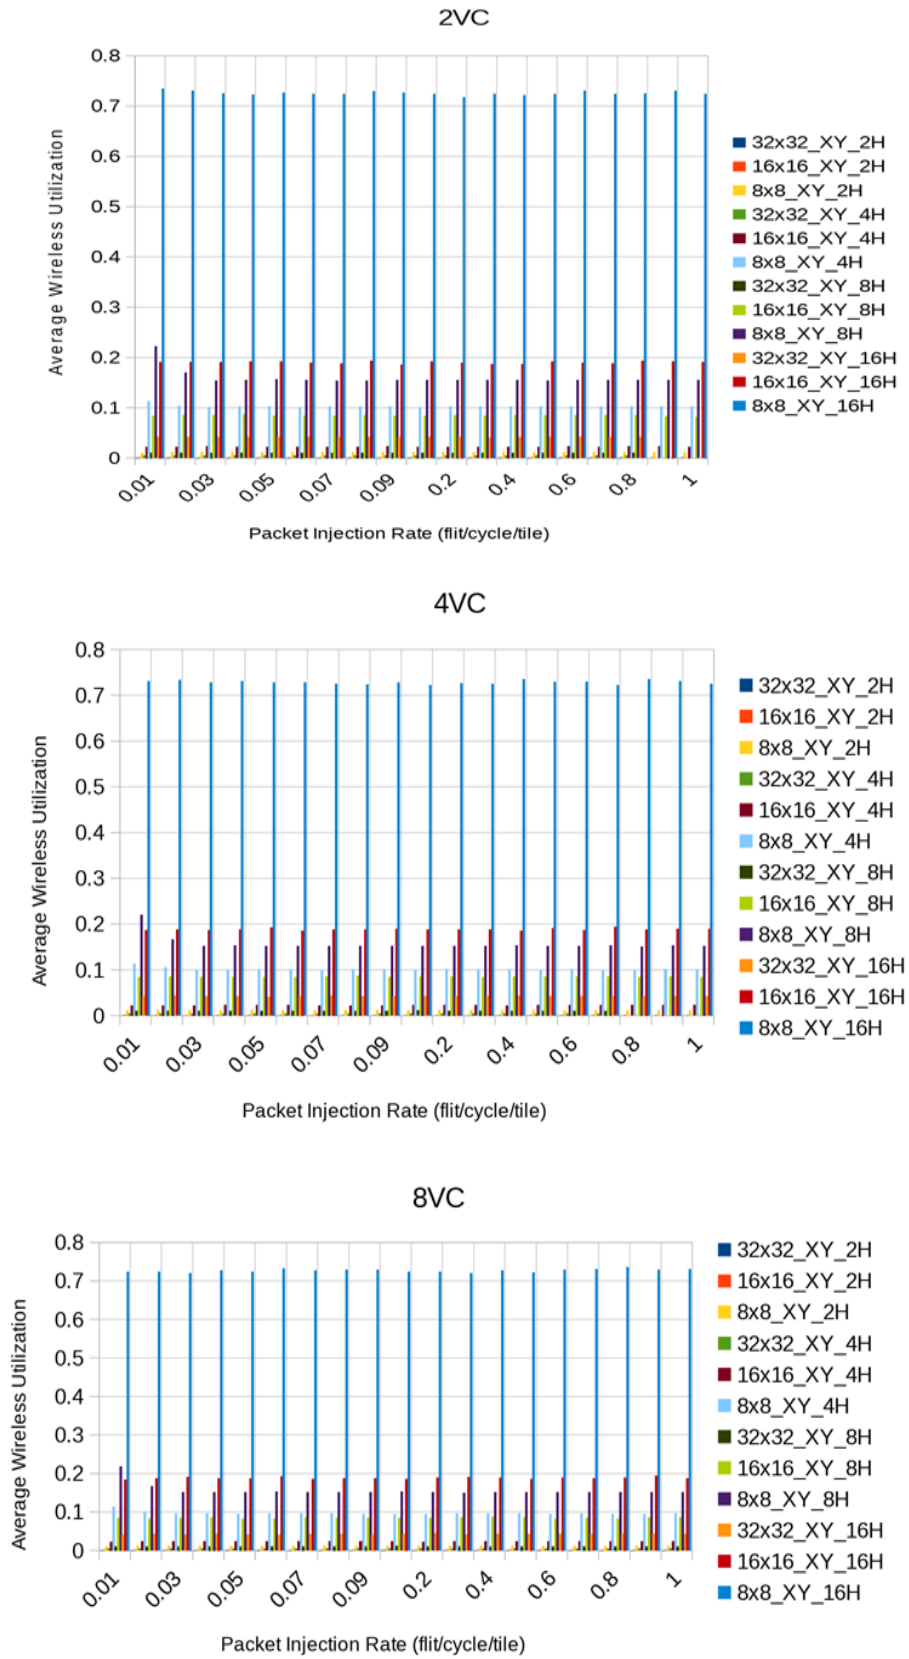 2VC
0.8
0.7
0.6
0.5
0.4
0.3
0.2
0.1
0
Average Wireless Utilization
0.01 0.03 0.05 0.07 0.09 0.2 0.4 0.6 0.8 1
Packet Injection Rate (flit/cycle/tile)
32x32_XY_2H
16x16_XY_2H
8x8_XY_2H
32x32_XY_4H
16x16_XY_4H
8x8_XY_4H
32x32_XY_8H
16x16_XY_8H
8x8_XY_8H
32x32_XY_16H
16x16_XY_16H
8x8_XY_16H
4VC
0.8
0.7
0.6
0.5
0.4
0.3
0.2
0.1
0
Average Wireless Utilization
0.01 0.03 0.05 0.07 0.09 0.2 0.4 0.6 0.8 1
Packet Injection Rate (flit/cycle/tile)
32x32_XY_2H
16x16_XY_2H
8x8_XY_2H
32x32_XY_4H
16x16_XY_4H
8x8_XY_4H
32x32_XY_8H
16x16_XY_8H
8x8_XY_8H
32x32_XY_16H
16x16_XY_16H
8x8_XY_16H
8VC
0.8
0.7
0.6
0.5
0.4
0.3
0.2
0.1
0
Average Wireless Utilization
0.01 0.03 0.05 0.07 0.09 0.2 0.4 0.6 0.8 1
Packet Injection Rate (flit/cycle/tile)
32x32_XY_2H
16x16_XY_2H
8x8_XY_2H
32x32_XY_4H
16x16_XY_4H
8x8_XY_4H
32x32_XY_8H
16x16_XY_8H
8x8_XY_8H
32x32_XY_16H
16x16_XY_16H
8x8_XY_16H